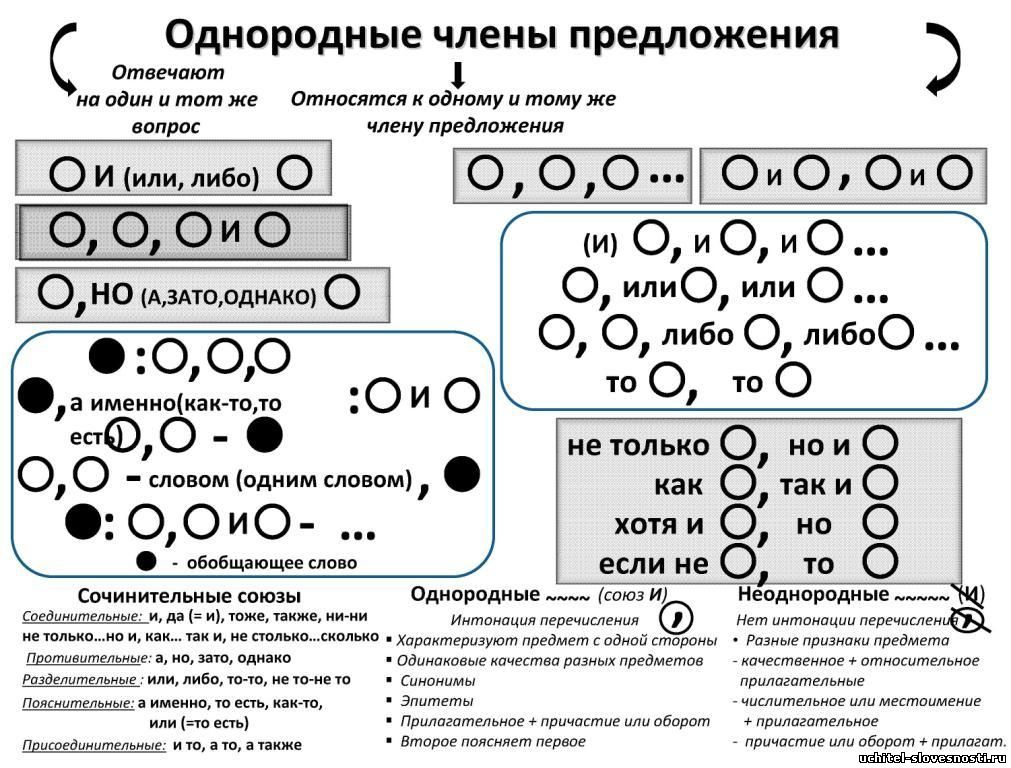 Однородные члены предложения
Отвечают
на один и тот же
вопрос
Относятся к одному и тому же
члену предложения
И (или, либо)
, , И
,НО (А,ЗАТО,ОДНАКО)
, , ...
и , и
(И) , и , и ...
, или , или ...
, , либо , либо ...
то , то
: , ,
, а именно(как-то,то
есть)
: И
, -
, - словом (одним словом) ,
: , И - ...
- обобщающее слово
не только , но и
как , так и
хотя и , но
если не , то
Сочинительные союзы
Соединительные: и, да (= и), тоже, также, ни-ни
не только...но и, как... так и, не столько...сколько
Противительные: а, но, зато, однако
Разделительные : или, либо, то-то, не то-не то
Пояснительные: а именно, то есть, как-то,
или (=то есть)
Присоединительные: и то, а то, а также
Однородные ~~~~ (союз И)
Интонация перечисления ,
▪ Характеризуют предмет с одной стороны
▪ Одинаковые качества разных предметов
▪ Синонимы
▪ Эпитеты
▪ Прилагательное + причастие или оборот
▪ Второе поясняет первое
Неоднородные ~~~~~ (И)
Нет интонации перечисления ,
• Разные признаки предмета
- качественное + относительное
прилагательные
- числительное или местоимение
+ прилагательное
- причастие или оборот + прилагат.
uchitel-slovesnosti.ru